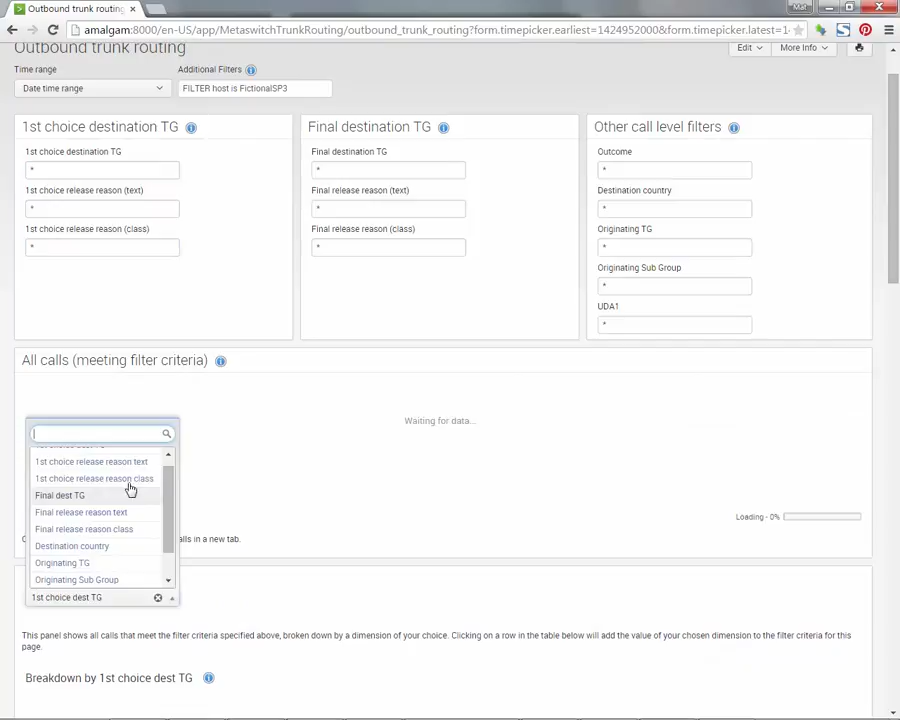 Outbound trunk routing
Mat
amalgam:8000/en-US/app/MetaswitchTrunkRouting/outbound_trunk_routing?form.timepicker.earliest=1424952000&form.timepicker.latest=1
Outbound trunk routing
Edit
More Info
Time range
Additional Filters
Date time range
FILTER host is FictionalSP3
1st choice destination TG
Final destination TG
Other call level filters
1st choice destination TG
*
1st choice release reason (text)
*
1st choice release reason (class)
*
Final destination TG
*
Final release reason (text)
*
Final release reason (class)
*
Outcome
*
Destination country
*
Originating TG
*
Originating Sub Group
*
UDA1
*
All calls (meeting filter criteria)
Waiting for data...
Loading - 0%
alls in a new tab.
1st choice release reason text
1st choice release reason class
Final dest TG
Final release reason text
Final release reason class
Destination country
Originating TG
Originating Sub Group
1st choice dest TG
This panel shows all calls that meet the filter criteria specified above, broken down by a dimension of your choice. Clicking on a row in the table below will add the value of your chosen dimension to the filter criteria for this
page.
Breakdown by 1st choice dest TG